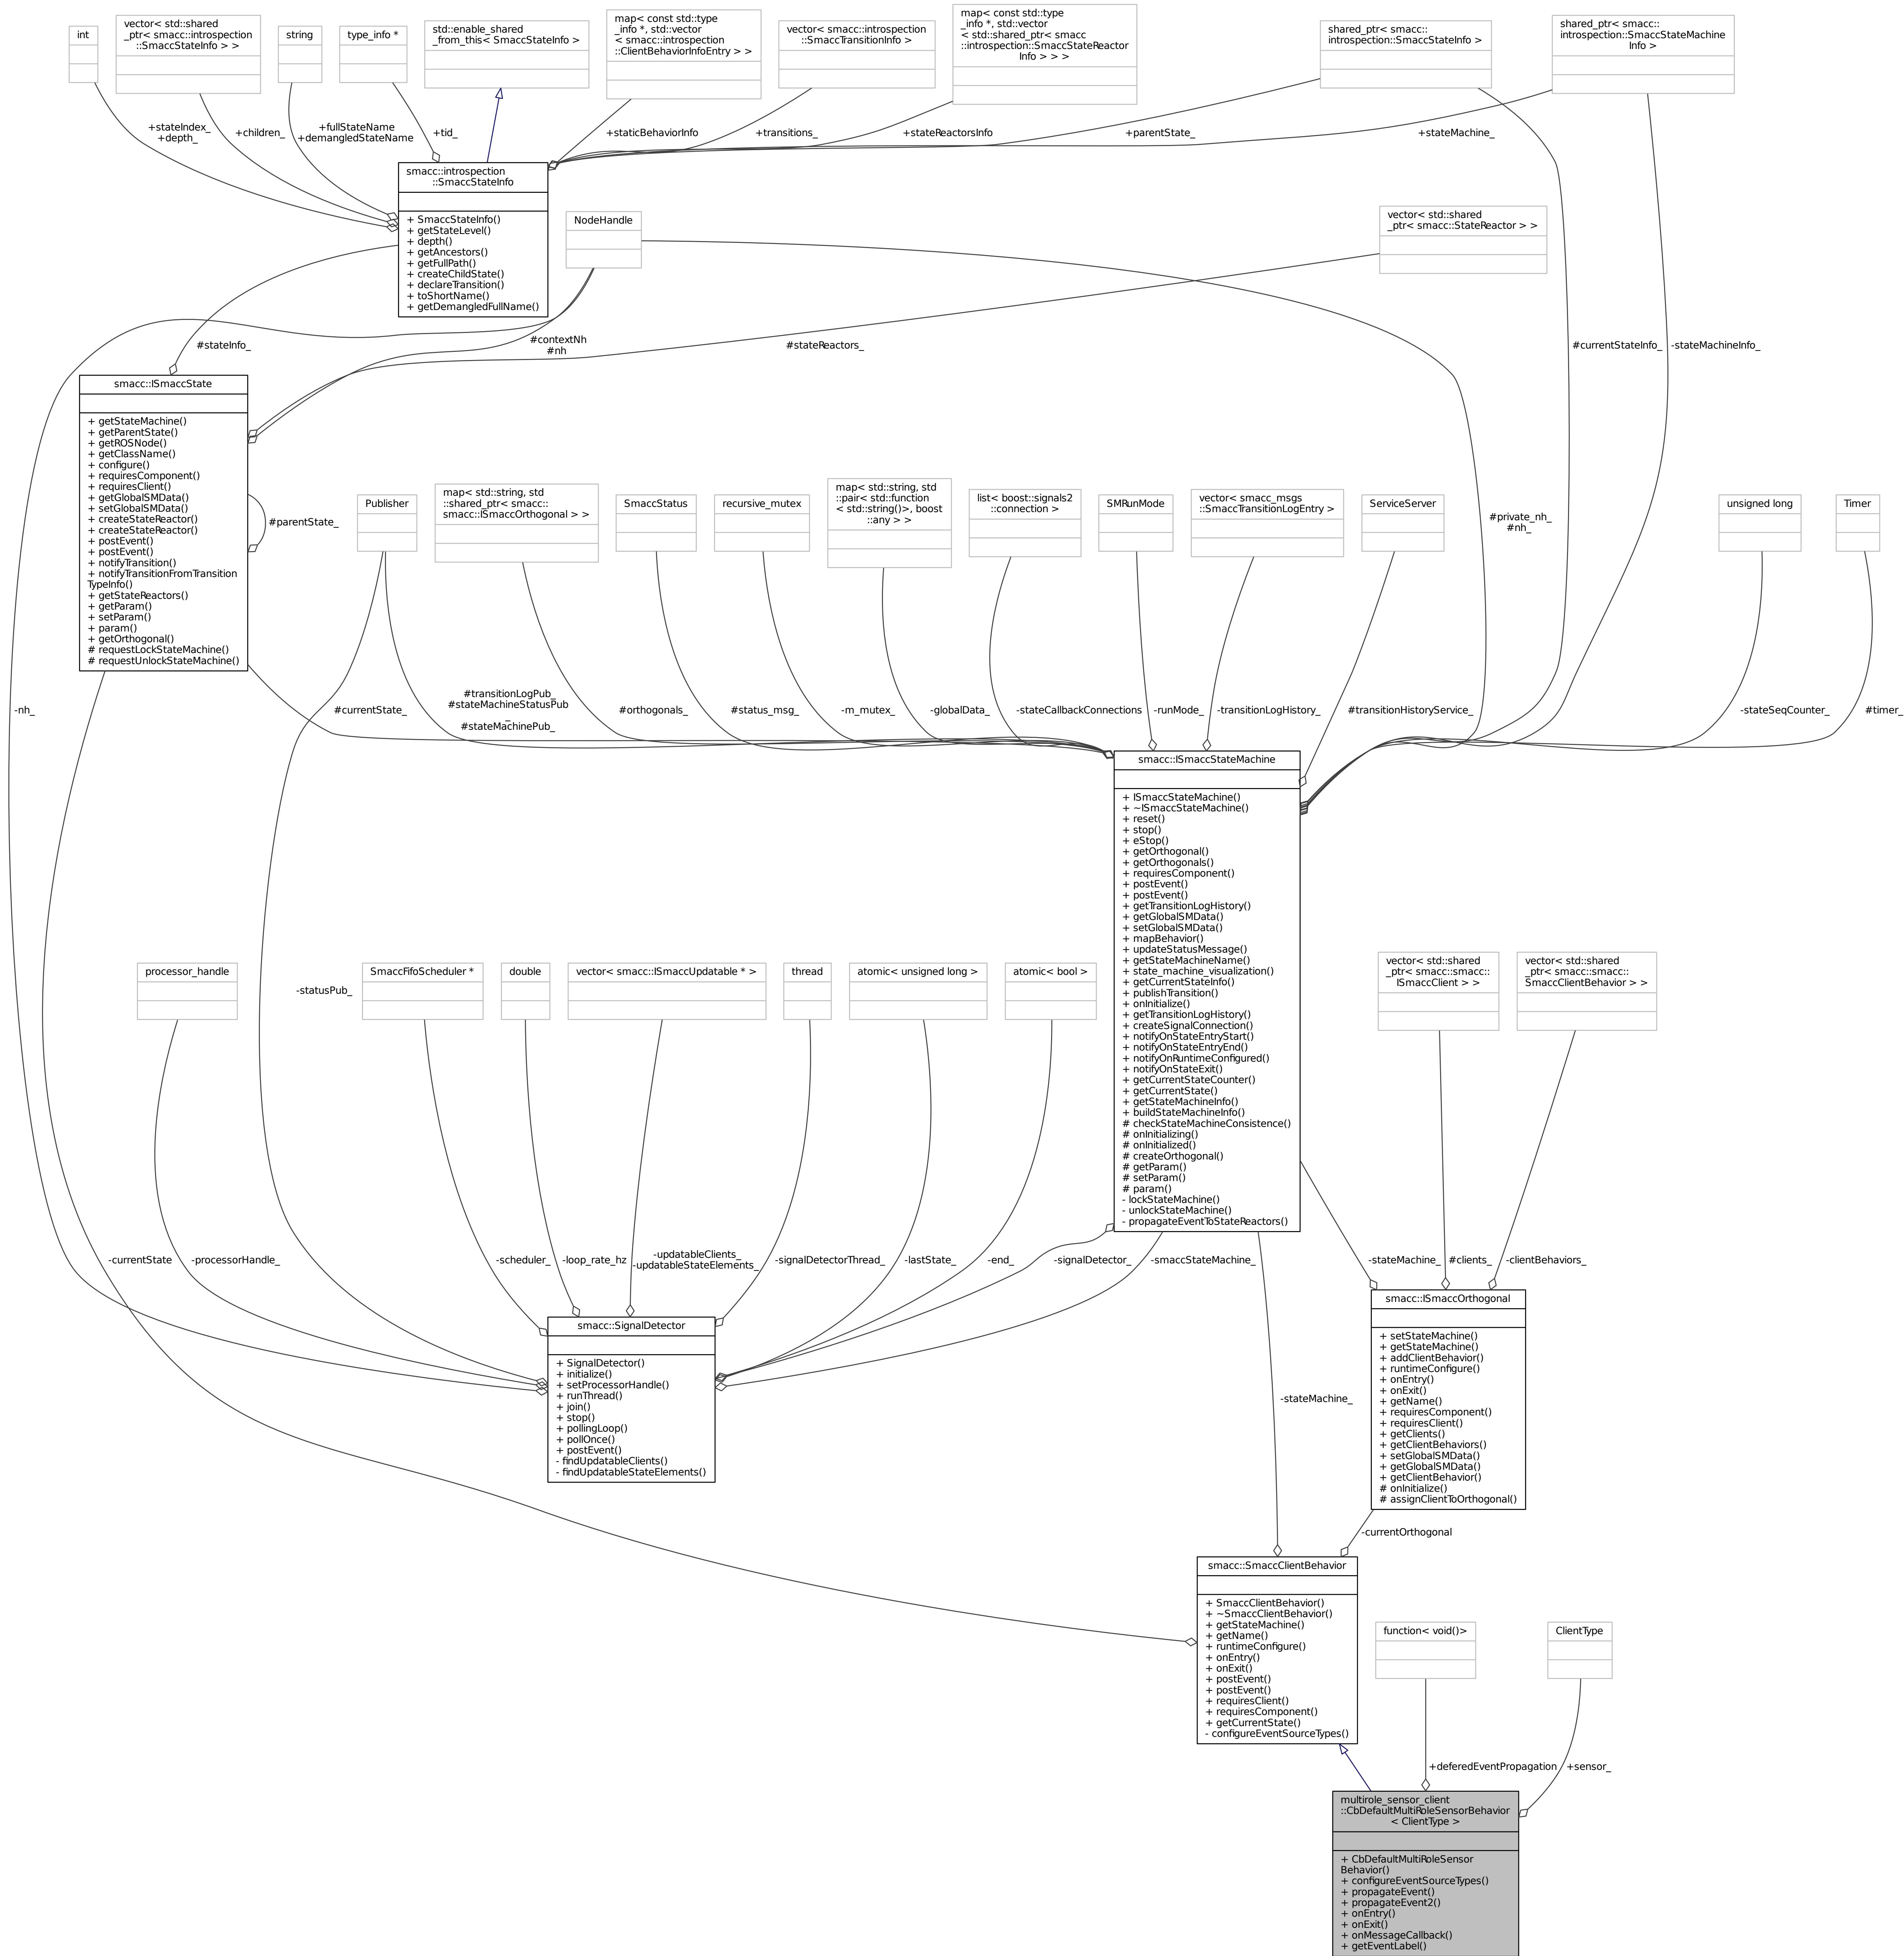 int
vector< std::shared
_ptr< smacc::introspection
::SmaccStateInfo > >
string
type_info *
std::enable_shared
_from_this< SmaccStateInfo >
map< const std::type
_info *, std::vector
< smacc::introspection
::ClientBehaviorInfoEntry > >
vector< smacc::introspection
::SmaccTransitionInfo >
map< const std::type
_info *, std::vector
< std::shared_ptr< smacc
::introspection::SmaccStateReactor
Info > > >
shared_ptr< smacc::
introspection::SmaccStateInfo >
shared_ptr< smacc::
introspection::SmaccStateMachine
Info >
+stateIndex_
+depth_
+children_
+fullStateName
+demangledStateName
+tid_
+staticBehaviorInfo
+transitions_
+stateReactorsInfo
+parentState_
+stateMachine_
smacc::introspection
::SmaccStateInfo
+ SmaccStateInfo()
+ getStateLevel()
+ depth()
+ getAncestors()
+ getFullPath()
+ createChildState()
+ declareTransition()
+ toShortName()
+ getDemangledFullName()
NodeHandle
vector< std::shared
_ptr< smacc::StateReactor > >
#stateInfo_
#contextNh
#nh
#stateReactors_
#currentStateInfo_
-stateMachineInfo_
smacc::ISmaccState
+ getStateMachine()
+ getParentState()
+ getROSNode()
+ getClassName()
+ configure()
+ requiresComponent()
+ requiresClient()
+ getGlobalSMData()
+ setGlobalSMData()
+ createStateReactor()
+ createStateReactor()
+ postEvent()
+ postEvent()
+ notifyTransition()
+ notifyTransitionFromTransition
TypeInfo()
+ getStateReactors()
+ getParam()
+ setParam()
+ param()
+ getOrthogonal()
# requestLockStateMachine()
# requestUnlockStateMachine()
#parentState_
Publisher
map< std::string, std
::shared_ptr< smacc::
smacc::ISmaccOrthogonal > >
SmaccStatus
recursive_mutex
map< std::string, std
::pair< std::function
< std::string()>, boost
::any > >
list< boost::signals2
::connection >
SMRunMode
vector< smacc_msgs
::SmaccTransitionLogEntry >
ServiceServer
#private_nh_
#nh_
unsigned long
Timer
-nh_
#currentState_
#transitionLogPub_
#stateMachineStatusPub
_
#stateMachinePub_
#orthogonals_
#status_msg_
-m_mutex_
-globalData_
-stateCallbackConnections
-runMode_
-transitionLogHistory_
#transitionHistoryService_
-stateSeqCounter_
#timer_
smacc::ISmaccStateMachine
+ ISmaccStateMachine()
+ ~ISmaccStateMachine()
+ reset()
+ stop()
+ eStop()
+ getOrthogonal()
+ getOrthogonals()
+ requiresComponent()
+ postEvent()
+ postEvent()
+ getTransitionLogHistory()
+ getGlobalSMData()
+ setGlobalSMData()
+ mapBehavior()
+ updateStatusMessage()
+ getStateMachineName()
+ state_machine_visualization()
+ getCurrentStateInfo()
+ publishTransition()
+ onInitialize()
+ getTransitionLogHistory()
+ createSignalConnection()
+ notifyOnStateEntryStart()
+ notifyOnStateEntryEnd()
+ notifyOnRuntimeConfigured()
+ notifyOnStateExit()
+ getCurrentStateCounter()
+ getCurrentState()
+ getStateMachineInfo()
+ buildStateMachineInfo()
# checkStateMachineConsistence()
# onInitializing()
# onInitialized()
# createOrthogonal()
# getParam()
# setParam()
# param()
- lockStateMachine()
- unlockStateMachine()
- propagateEventToStateReactors()
processor_handle
-statusPub_
SmaccFifoScheduler *
double
vector< smacc::ISmaccUpdatable * >
thread
atomic< unsigned long >
atomic< bool >
vector< std::shared
_ptr< smacc::smacc::
ISmaccClient > >
vector< std::shared
_ptr< smacc::smacc::
SmaccClientBehavior > >
-currentState
-processorHandle_
-scheduler_
-loop_rate_hz
-updatableClients_
-updatableStateElements_
-signalDetectorThread_
-lastState_
-end_
-signalDetector_
-smaccStateMachine_
-stateMachine_
#clients_
-clientBehaviors_
smacc::SignalDetector
+ SignalDetector()
+ initialize()
+ setProcessorHandle()
+ runThread()
+ join()
+ stop()
+ pollingLoop()
+ pollOnce()
+ postEvent()
- findUpdatableClients()
- findUpdatableStateElements()
-stateMachine_
smacc::ISmaccOrthogonal
+ setStateMachine()
+ getStateMachine()
+ addClientBehavior()
+ runtimeConfigure()
+ onEntry()
+ onExit()
+ getName()
+ requiresComponent()
+ requiresClient()
+ getClients()
+ getClientBehaviors()
+ setGlobalSMData()
+ getGlobalSMData()
+ getClientBehavior()
# onInitialize()
# assignClientToOrthogonal()
-currentOrthogonal
smacc::SmaccClientBehavior
+ SmaccClientBehavior()
+ ~SmaccClientBehavior()
+ getStateMachine()
+ getName()
+ runtimeConfigure()
+ onEntry()
+ onExit()
+ postEvent()
+ postEvent()
+ requiresClient()
+ requiresComponent()
+ getCurrentState()
- configureEventSourceTypes()
function< void()>
ClientType
+deferedEventPropagation
+sensor_
multirole_sensor_client
::CbDefaultMultiRoleSensorBehavior
< ClientType >
+ CbDefaultMultiRoleSensor
Behavior()
+ configureEventSourceTypes()
+ propagateEvent()
+ propagateEvent2()
+ onEntry()
+ onExit()
+ onMessageCallback()
+ getEventLabel()